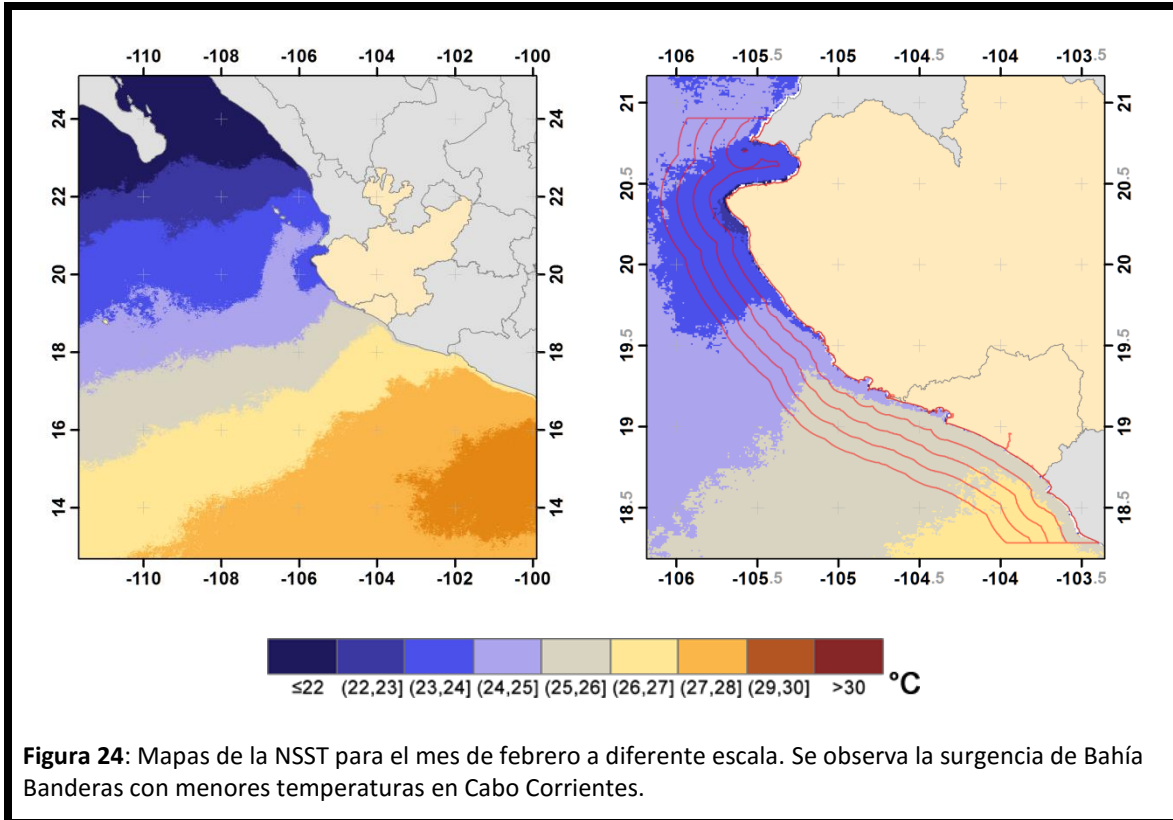 -110 -108 -106 -104 -102 -100
-106 -105.5 -105 -104.5 -104 -103.5
24 24
22 22
20 20
18 18
16 16
14 14
21 21
20.5 20.5
20 20
19.5 19.5
19 19
18.5 18.5
-110 -108 -106 -104 -102 -100
-106 -105.5 -105 -104.5 -104 -103.5
≤22 (22,23] (23,24] (24,25] (25,26] (26,27] (27,28] (29,30] >30 °C
Figura 24: Mapas de la NSST para el mes de febrero a diferente escala. Se observa la surgencia de Bahía
Banderas con menores temperaturas en Cabo Corrientes.